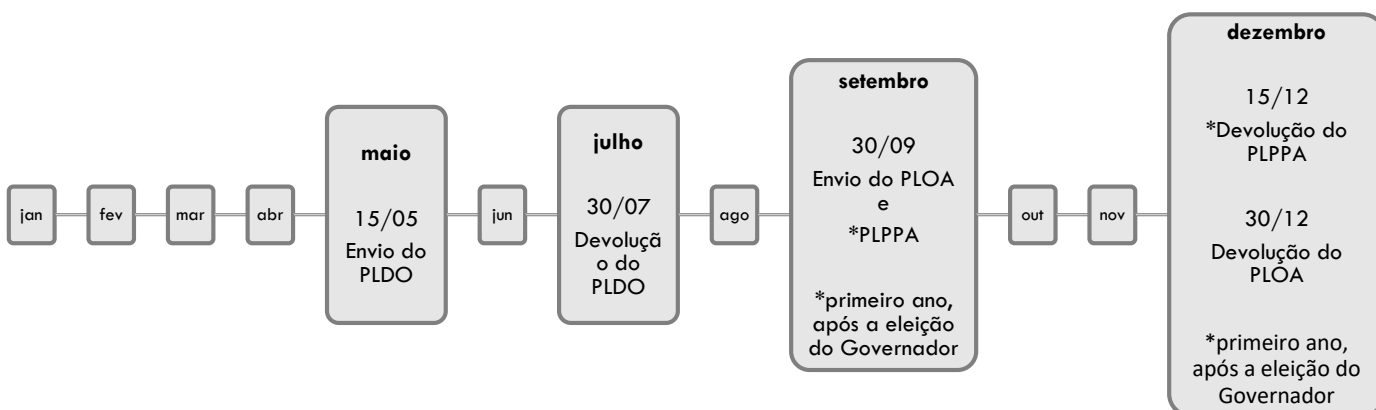 jan
fev
mar
abr
maio
15/05
Envio do
PLDO
jun
julho
30/07
Devoluçã
o do
PLDO
ago
setembro
30/09
Envio do PLOA
e
*PLPPA
*primeiro ano,
após a eleição
do Governador
out
nov
dezembro
15/12
*Devolução do
PLPPA
30/12
Devolução do
PLOA
*primeiro ano,
após a eleição do
Governador